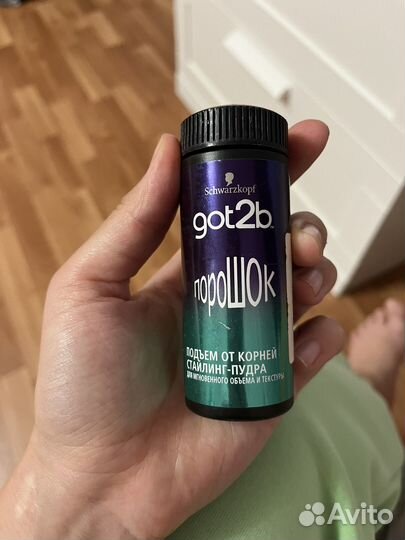 Schwarzkopf
got2b
пороШОК
ПОДЪЕМ ОТ КОРНЕЙ
СТАЙЛИНГ-ПУДРА
ДЛЯ МГНОВЕННОГО ОБЪЕМА И ТЕКСТУРЫ
Avito